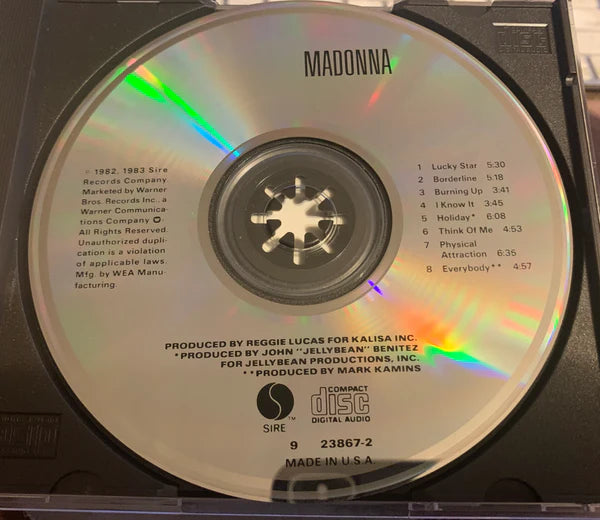 MADONNA
℗ 1982, 1983 Sire
Records Company.
Marketed by Warner
Bros. Records Inc., a
Warner Communica-
tions Company
All Rights Reserved.
Unauthorized dupli-
cation is a violation
of applicable laws.
Mfg. by WEA Manu-
facturing.
1 Lucky Star 5:30
2 Borderline 5:18
3 Burning Up 3:41
4 I Know It 3:45
5 Holiday* 6:08
6 Think Of Me 4:53
7 Physical
Attraction 6:35
8 Everybody** 4:57
PRODUCED BY REGGIE LUCAS FOR KALISA INC.
*PRODUCED BY JOHN "JELLYBEAN" BENITEZ
FOR JELLYBEAN PRODUCTIONS, INC.
**PRODUCED BY MARK KAMINS
S TM
SIRE
COMPACT
disc
DIGITAL AUDIO
9 23867-2
MADE IN U.S.A.